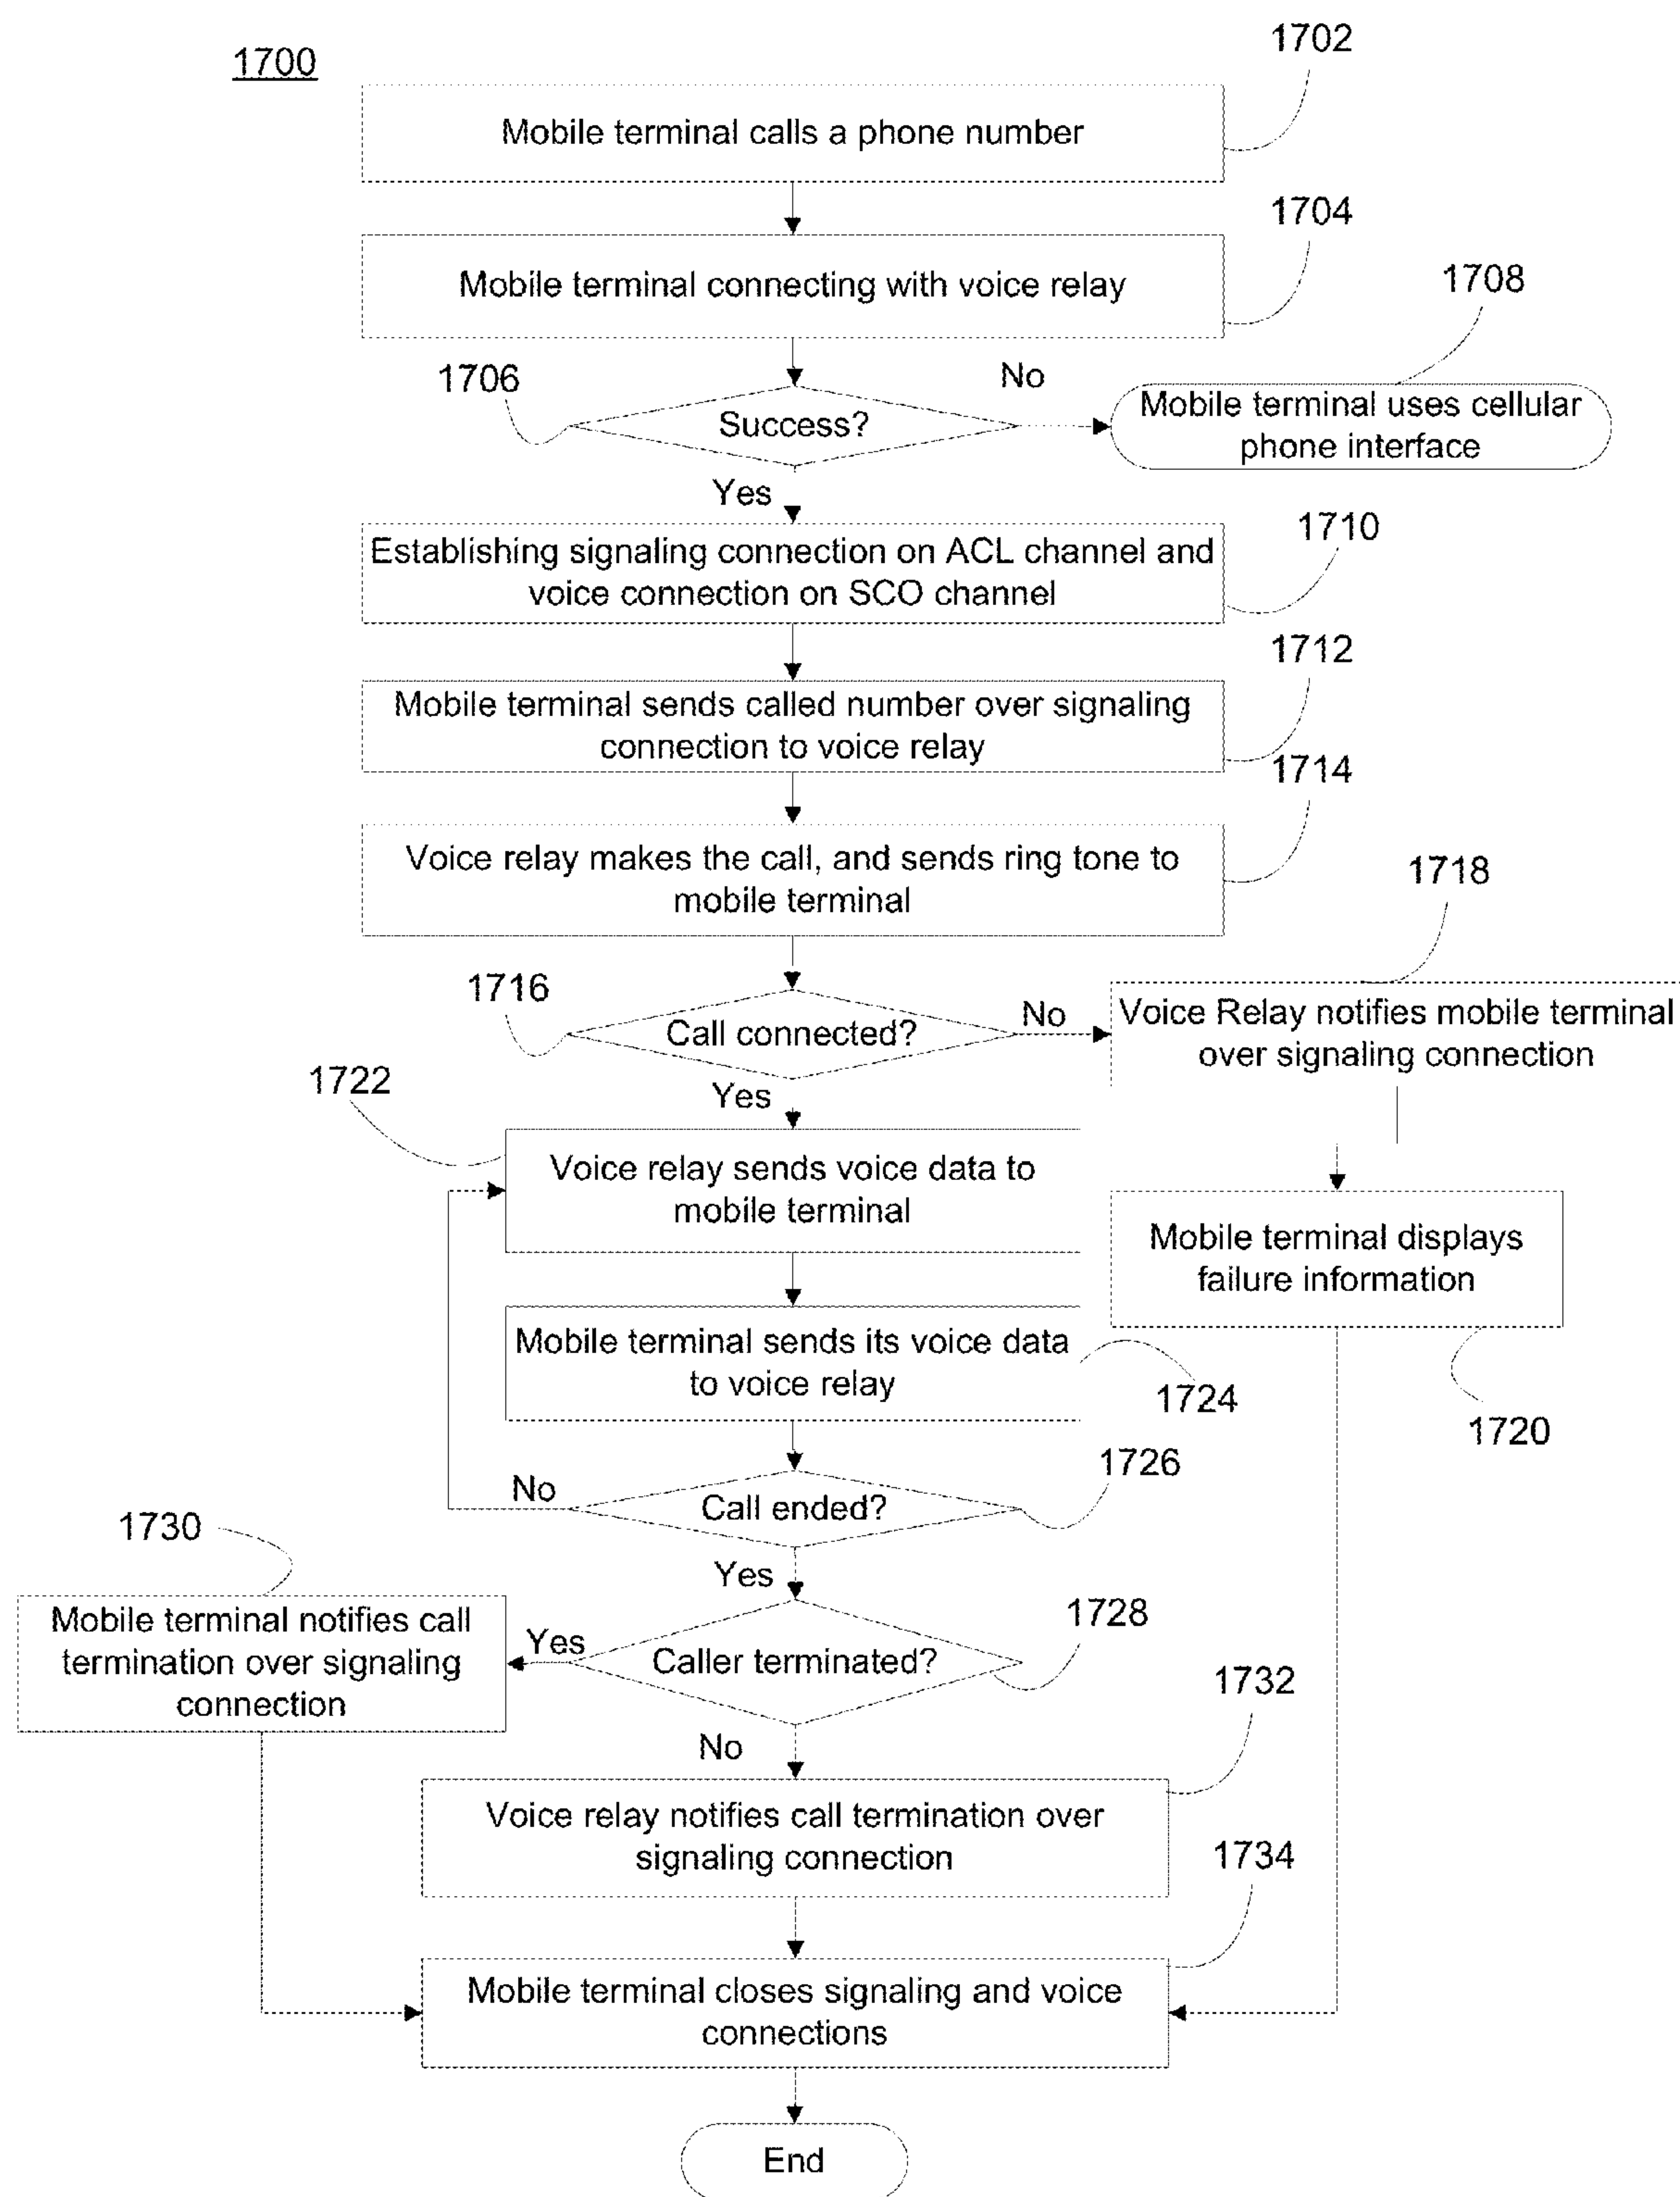 1700
1702
Mobile terminal calls a phone number
1704
Mobile terminal connecting with voice relay
1708
1706
No
Success?
Mobile terminal uses cellular
phone interface
Yes
1710
Establishing signaling connection on ACL channel and
voice connection on SCO channel
1712
Mobile terminal sends called number over signaling
connection to voice relay
1714
Voice relay makes the call, and sends ring tone to
mobile terminal
1718
1716
Call connected?
No
Voice Relay notifies mobile terminal
over signaling connection
1722
Yes
Voice relay sends voice data to
mobile terminal
Mobile terminal displays
failure information
Mobile terminal sends its voice data
to voice relay
1724
1720
1726
No
Call ended?
1730
Yes
Mobile terminal notifies call
termination over signaling
connection
1728
Yes
Caller terminated?
1732
No
Voice relay notifies call termination over
signaling connection
1734
Mobile terminal closes signaling and voice
connections
End